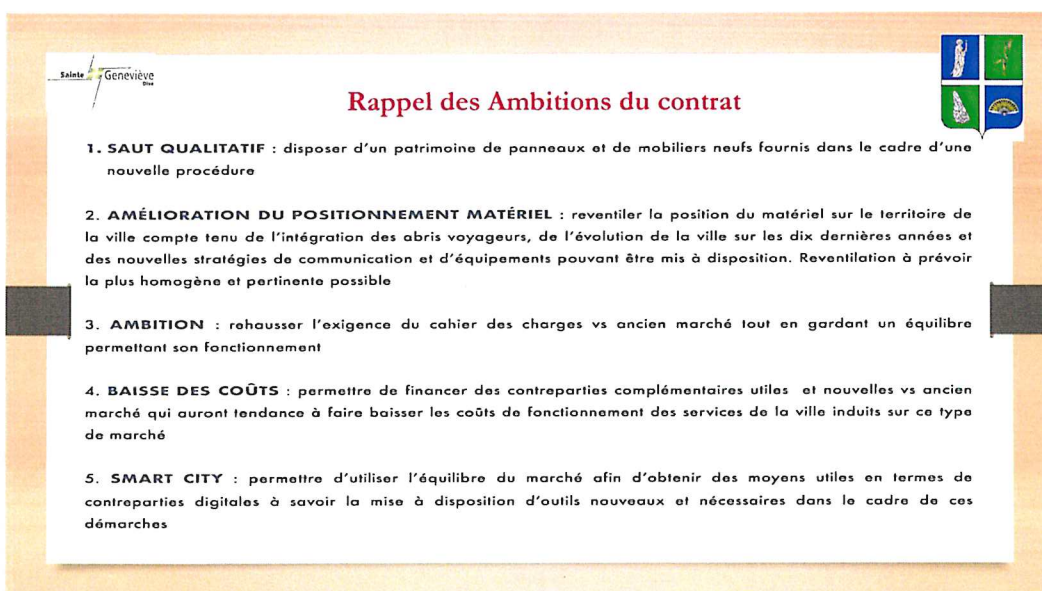 Sainte Geneviève
Rappel des Ambitions du contrat
1. SAUT QUALITATIF : disposer d'un patrimoine de panneaux et de mobiliers neufs fournis dans le cadre d'une
nouvelle procédure
2. AMÉLIORATION DU POSITIONNEMENT MATÉRIEL : reventiler la position du matériel sur le territoire de
la ville compte tenu de l'intégration des abris voyageurs, de l'évolution de la ville sur les dix dernières années et
des nouvelles stratégies de communication et d'équipements pouvant être mis à disposition. Reventilation à prévoir
la plus homogène et pertinente possible
3. AMBITION : rehausser l'exigence du cahier des charges vs ancien marché tout en gardant un équilibre
permettant son fonctionnement
4. BAISSE DES COÛTS : permettre de financer des contreparties complémentaires utiles et nouvelles vs ancien
marché qui auront tendance à faire baisser les coûts de fonctionnement des services de la ville induits sur ce type
de marché
5. SMART CITY : permettre d'utiliser l'équilibre du marché afin d'obtenir des moyens utiles en termes de
contreparties digitales à savoir la mise à disposition d'outils nouveaux et nécessaires dans le cadre de ces
démarches